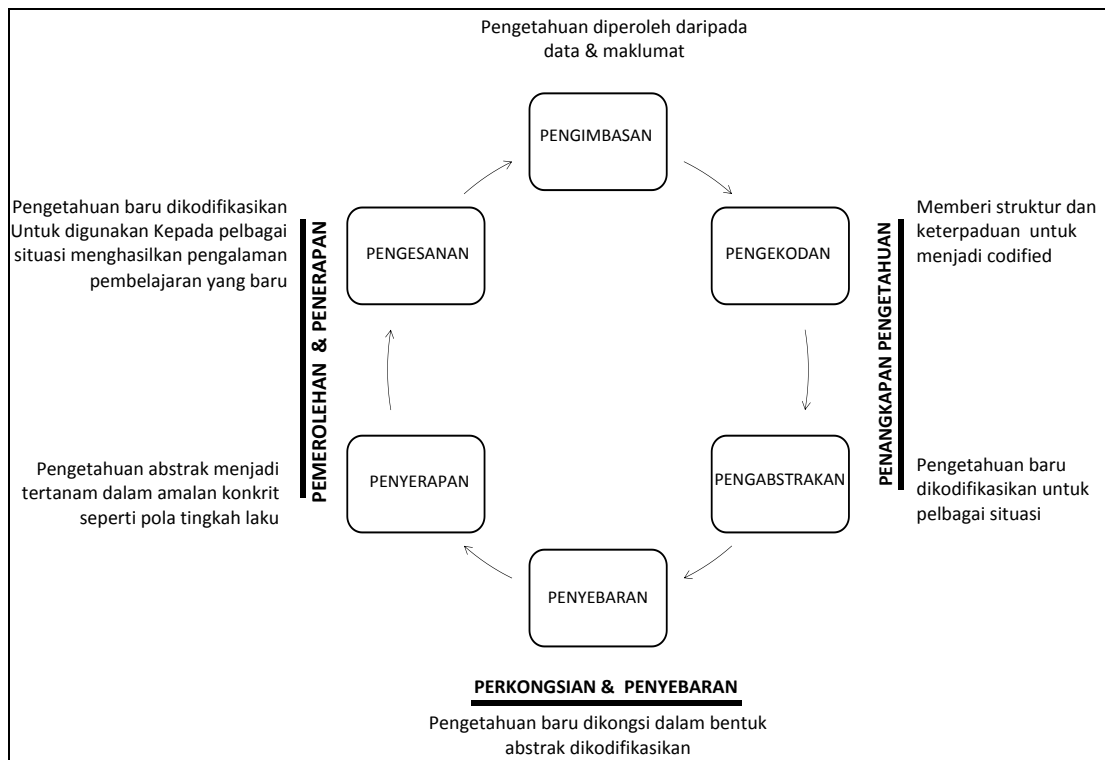 Pengetahuan diperoleh daripada
data & maklumat
PENGIMBASAN
Pengetahuan baru dikodifikasikan
Untuk digunakan Kepada pelbagai
situasi menghasilkan pengalaman
pembelajaran yang baru
PEMEROLEHAN & PENERAPAN
PENGESANAN
PENGEKODAN
PENANGKAPAN PENGETAHUAN
Memberi struktur dan
keterpaduan untuk
menjadi codified
Pengetahuan abstrak menjadi
tertanam dalam amalan konkrit
seperti pola tingkah laku
PENYERAPAN
PENGABSTRAKAN
Pengetahuan baru
dikodifikasikan untuk
pelbagai situasi
PENYEBARAN
PERKONGSIAN & PENYEBARAN
Pengetahuan baru dikongsi dalam bentuk
abstrak dikodifikasikan